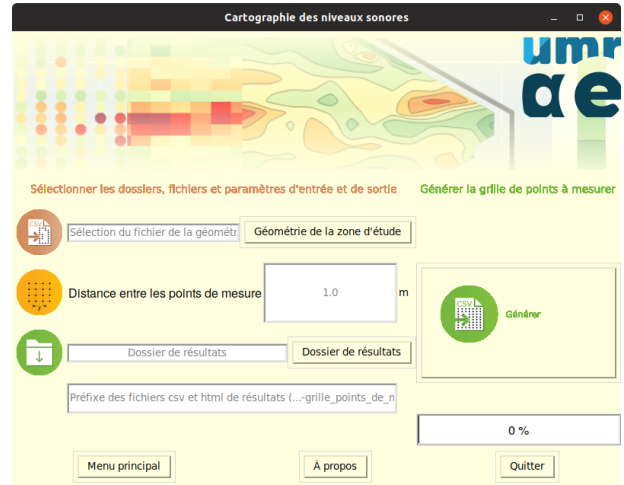 Cartographie des niveaux sonores
umr
ae
Sélectionner les dossiers, fichiers et paramètres d'entrée et de sortie
Générer la grille de points à mesurer
CSV
Sélection du fichier de la géométr
Géométrie de la zone d'étude
Distance entre les points de mesure
1.0
m
CSV
Générer
Dossier de résultats
Dossier de résultats
Préfixe des fichiers csv et html de résultats (...-grille_points_de_n
0 %
Menu principal
À propos
Quitter